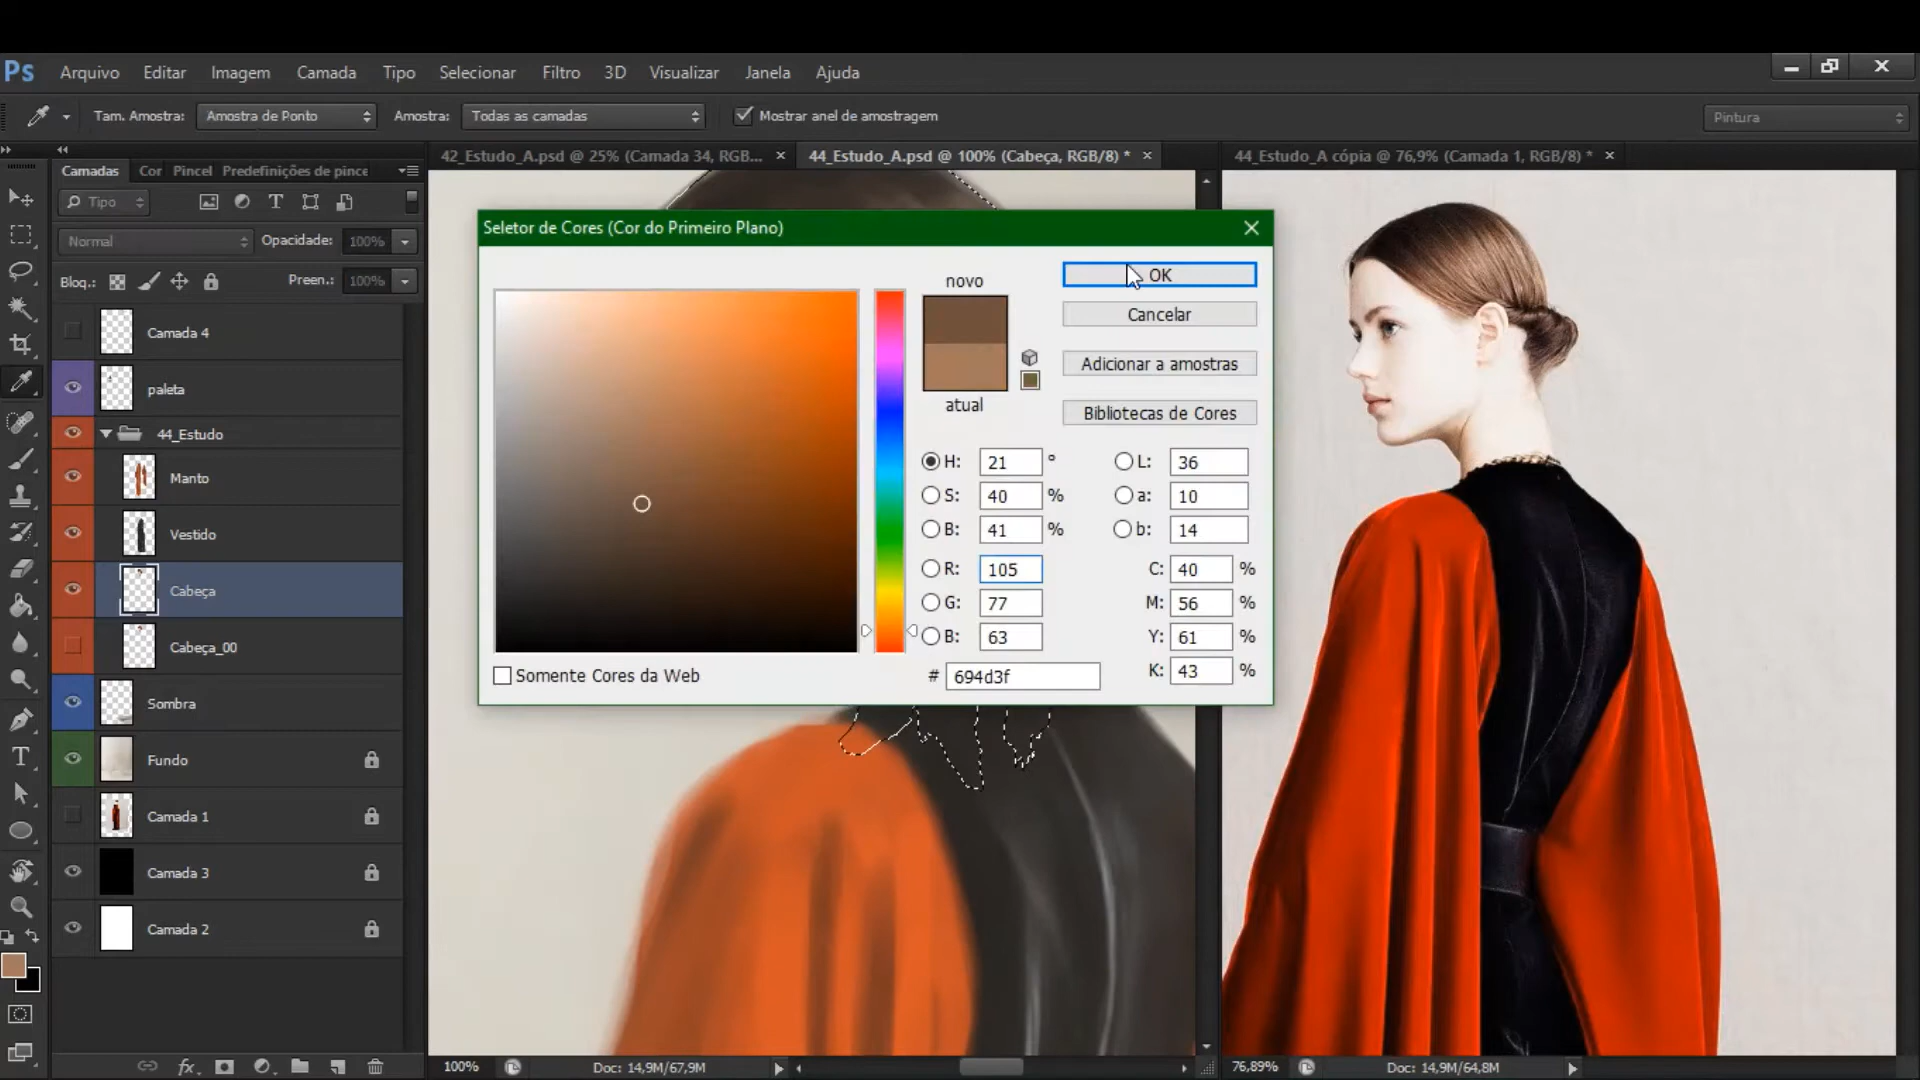 Ps Arquivo Editar Imagem Camada Tipo Selecionar Filtro 3D Visualizar Janela Ajuda
Tam. Amostra: Amostra de Ponto Amostra: Todas as camadas Mostrar anel de amostragem Pintura
42_Estudo_A.psd @ 25% (Camada 34, RGB... × 44_Estudo_A.psd @ 100% (Cabeça, RGB/8) * × 44_Estudo_A cópia @ 76,9% (Camada 1, RGB/8) * ×
Camadas Cor Pincel Predefinições de pince
Tipo
Normal Opacidade: 100%
Bloq.: Preen.: 100%
Camada 4
paleta
44_Estudo
Manto
Vestido
Cabeça
Cabeça_00
Sombra
Fundo
Camada 1
Camada 3
Camada 2
Seletor de Cores (Cor do Primeiro Plano)
novo
atual
OK
Cancelar
Adicionar a amostras
Bibliotecas de Cores
H: 21 ° L: 36
S: 40 % a: 10
B: 41 % b: 14
R: 105 C: 40 %
G: 77 M: 56 %
B: 63 Y: 61 %
# 694d3f K: 43 %
Somente Cores da Web
100% Doc: 14,9M/67,9M 76,89% Doc: 14,9M/64,8M